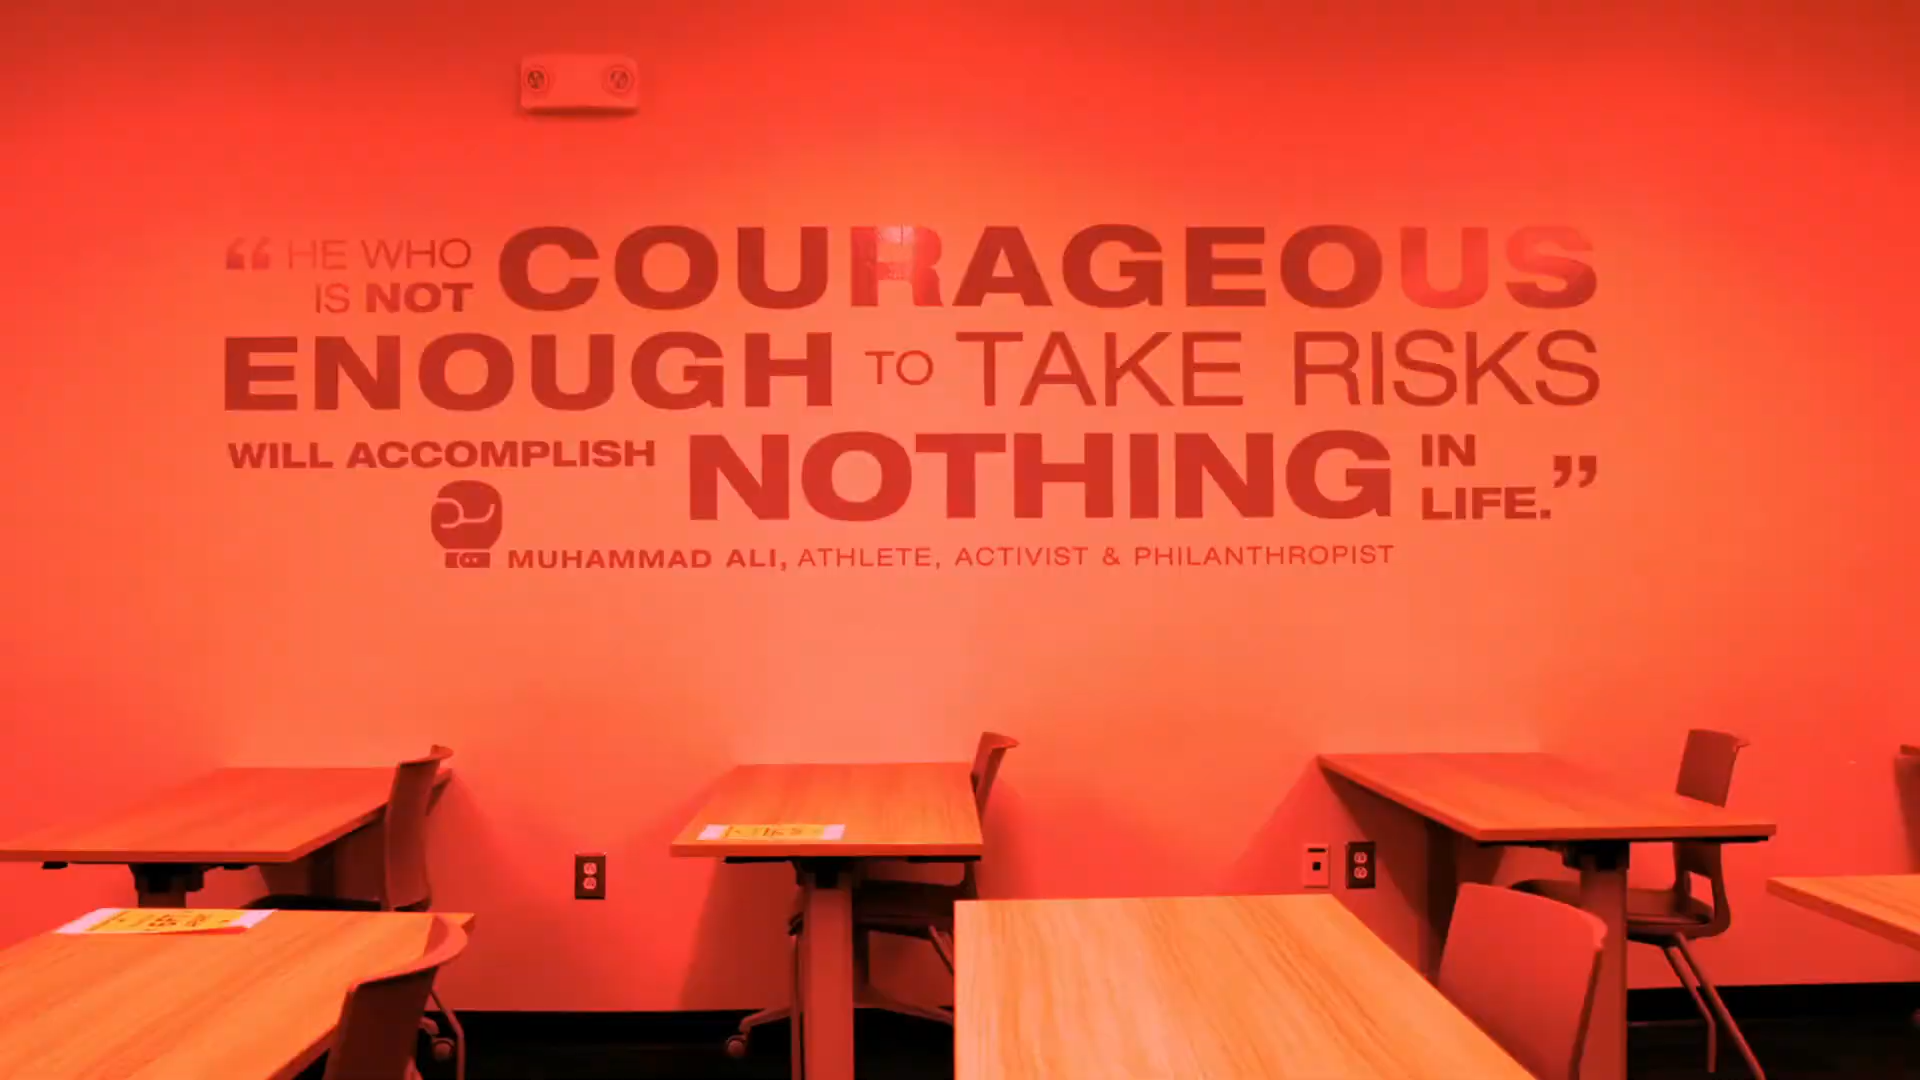 “ HE WHO IS NOT COURAGEOUS
ENOUGH TO TAKE RISKS
WILL ACCOMPLISH NOTHING IN LIFE.”
MUHAMMAD ALI, ATHLETE, ACTIVIST & PHILANTHROPIST